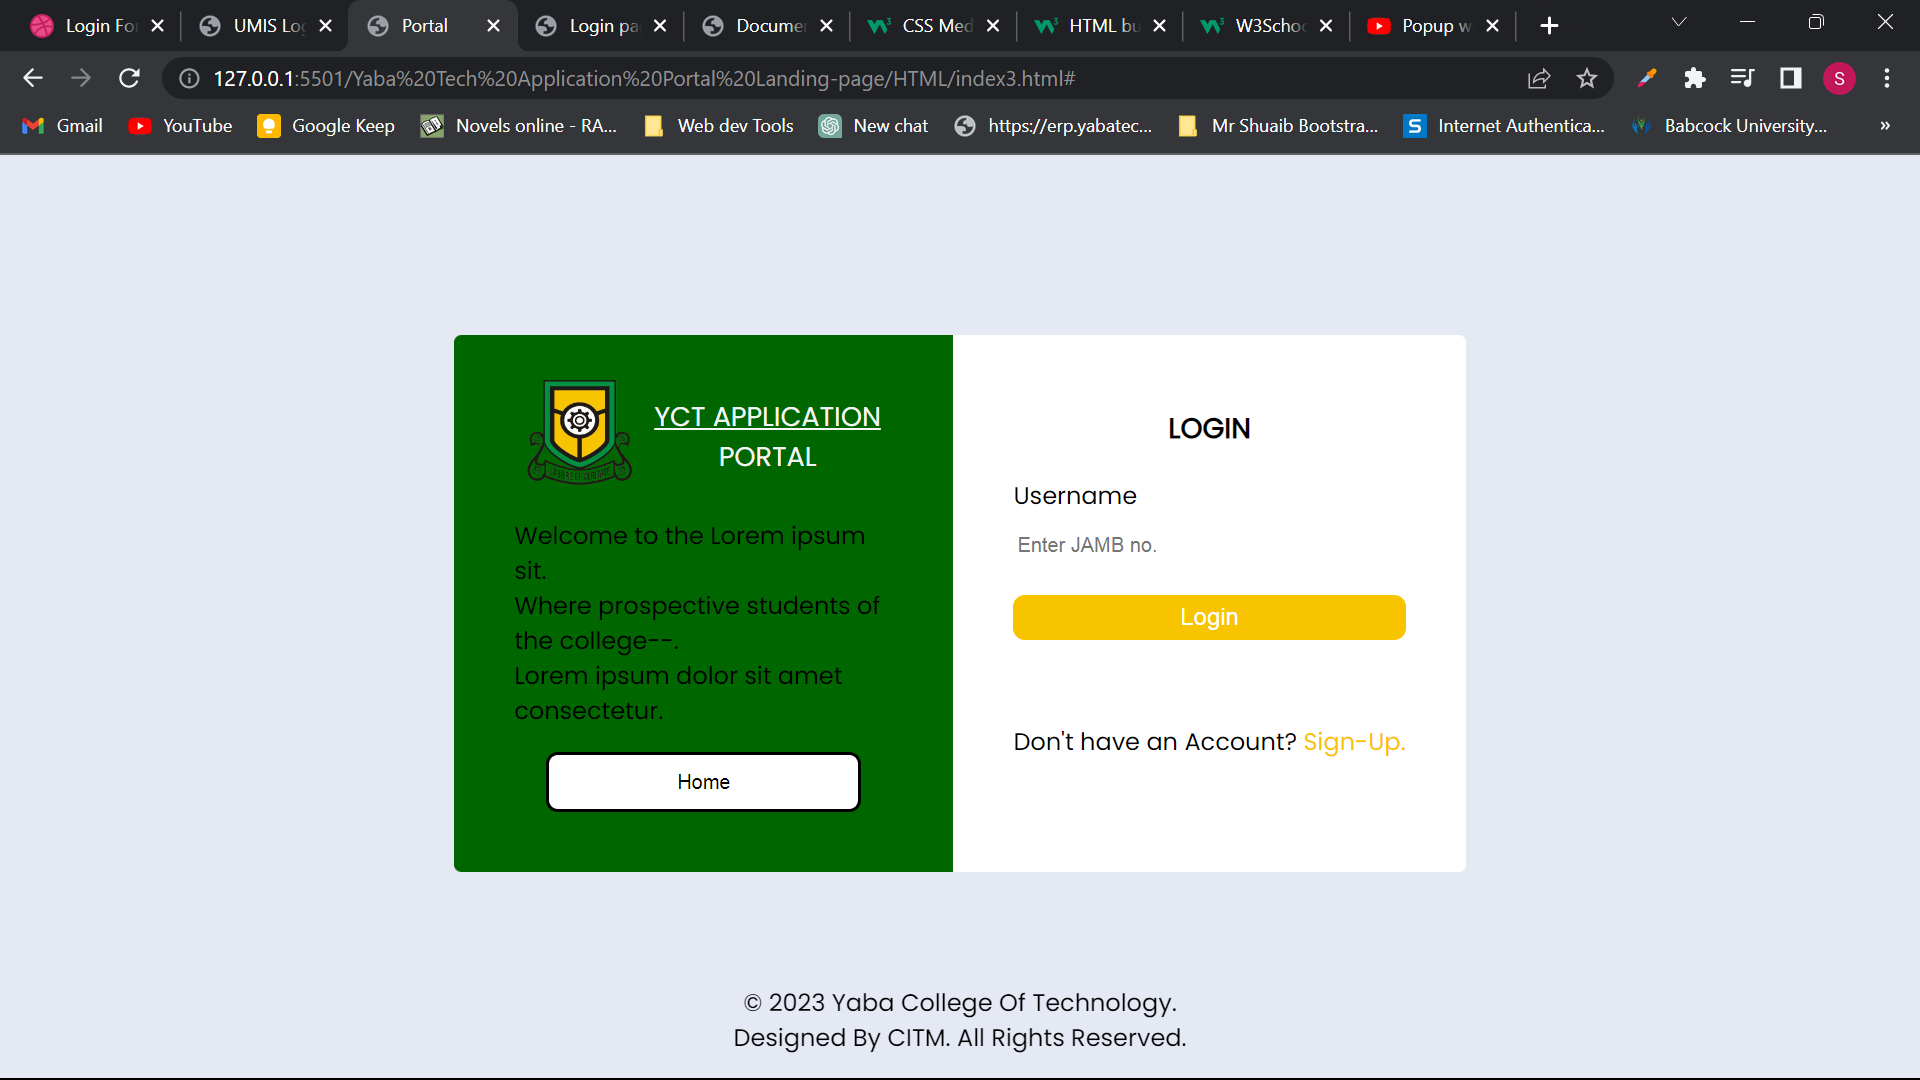 Login Fo
UMIS Log
Portal
Login pa
Documen
CSS Med
HTML bu
W3Schoo
Popup w
127.0.0.1:5501/Yaba%20Tech%20Application%20Portal%20Landing-page/HTML/index3.html#
S
Gmail
YouTube
Google Keep
Novels online - RA...
Web dev Tools
New chat
https://erp.yabatec...
Mr Shuaib Bootstra...
S
Internet Authentica...
Babcock University...
»
YCT APPLICATION
PORTAL
Welcome to the Lorem ipsum
sit.
Where prospective students of
the college--.
Lorem ipsum dolor sit amet
consectetur.
Home
LOGIN
Username
Enter JAMB no.
Login
Don't have an Account? Sign-Up.
© 2023 Yaba College Of Technology.
Designed By CITM. All Rights Reserved.